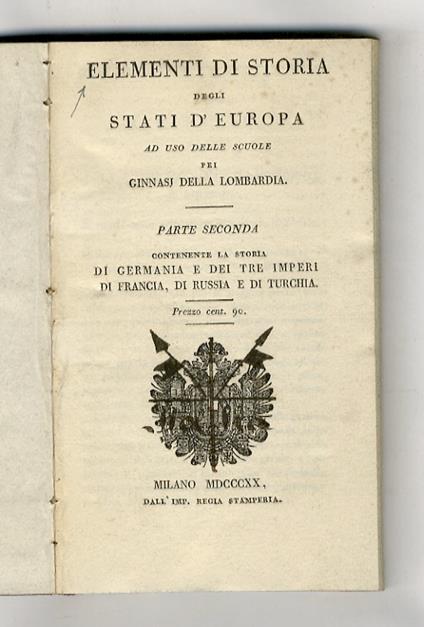 ELEMENTI DI STORIA
DEGLI
STATI D'EUROPA
AD USO DELLE SCUOLE
PEI
GINNASJ DELLA LOMBARDIA.
PARTE SECONDA
CONTENENTE LA STORIA
DI GERMANIA E DEI TRE IMPERI
DI FRANCIA, DI RUSSIA E DI TURCHIA.
Prezzo cent. 90.
MILANO MDCCCXX,
DALL' IMP. REGIA STAMPERIA.